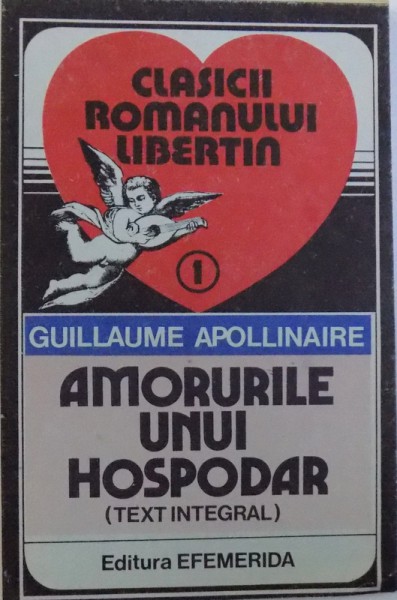 CLASICII
ROMANULUI
LIBERTIN
1
GUILLAUME APOLLINAIRE
AMORURILE
UNUI
HOSPODAR
(TEXT INTEGRAL)
Editura EFEMERIDA